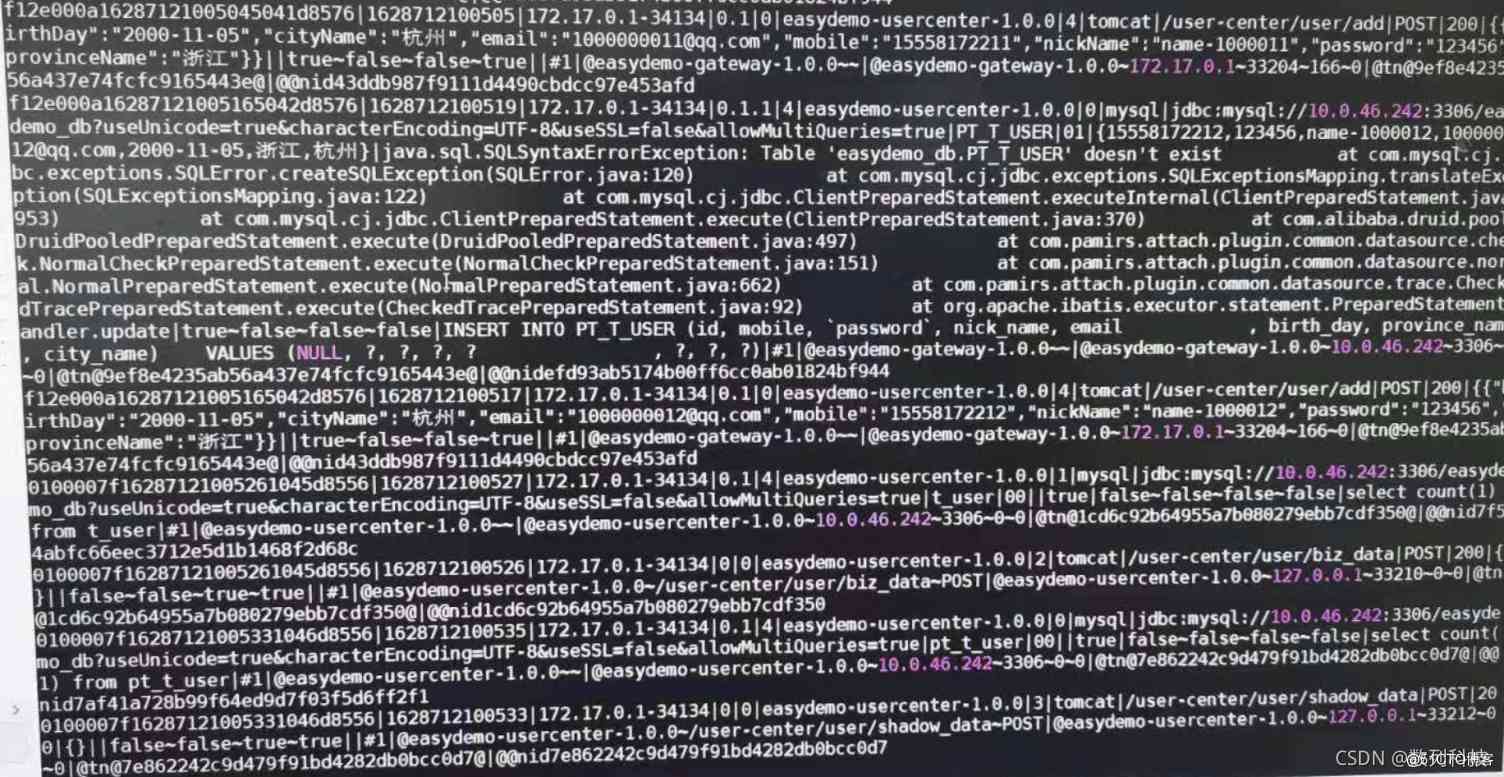 f12e000a16287121005045041d8576|1628712100505|172.17.0.1-34134|0.1|0|easydemo-usercenter-1.0.0|4|tomcat|/user-center/user/add|POST|200|{{
irthDay":"2000-11-05","cityName":"杭州","email":"1000000011@qq.com","mobile":"15558172211","nickName":"name-1000011","password":"123456"
provinceName":"浙江"}}||true~false~false~true||#1|@easydemo-gateway-1.0.0~~|@easydemo-gateway-1.0.0~172.17.0.1~33204~166~0|@tn@9ef8e4235
56a437e74fcfc9165443e@|@@nid43ddb987f9111d4490cbdcc97e453afd
f12e000a16287121005165042d8576|1628712100519|172.17.0.1-34134|0.1.1|4|easydemo-usercenter-1.0.0|0|mysql|jdbc:mysql://10.0.46.242:3306/ea
demo_db?useUnicode=true&characterEncoding=UTF-8&useSSL=false&allowMultiQueries=true|PT_T_USER|01|{15558172212,123456,name-1000012,100000
12@qq.com,2000-11-05,浙江,杭州}|java.sql.SQLSyntaxErrorException: Table 'easydemo_db.PT_T_USER' doesn't exist at com.mysql.cj.
bc.exceptions.SQLError.createSQLException(SQLError.java:120) at com.mysql.cj.jdbc.exceptions.SQLExceptionsMapping.translateEx
ption(SQLExceptionsMapping.java:122) at com.mysql.cj.jdbc.ClientPreparedStatement.executeInternal(ClientPreparedStatement.jav
953) at com.mysql.cj.jdbc.ClientPreparedStatement.execute(ClientPreparedStatement.java:370) at com.alibaba.druid.poo
DruidPooledPreparedStatement.execute(DruidPooledPreparedStatement.java:497) at com.pamirs.attach.plugin.common.datasource.che
k.NormalCheckPreparedStatement.execute(NormalCheckPreparedStatement.java:151) at com.pamirs.attach.plugin.common.datasource.nor
al.NormalPreparedStatement.execute(NormalPreparedStatement.java:662) at com.pamirs.attach.plugin.common.datasource.trace.Check
dTracePreparedStatement.execute(CheckedTracePreparedStatement.java:92) at org.apache.ibatis.executor.statement.PreparedStatement
andler.update|true~false~false~false|INSERT INTO PT_T_USER (id, mobile, `password`, nick_name, email , birth_day, province_nam
, city_name) VALUES (NULL, ?, ?, ?, ? , ?, ?, ?)|#1|@easydemo-gateway-1.0.0~~|@easydemo-gateway-1.0.0~10.0.46.242~3306~
~0|@tn@9ef8e4235ab56a437e74fcfc9165443e@|@@nidefd93ab5174b00ff6cc0ab01824bf944
f12e000a16287121005165042d8576|1628712100517|172.17.0.1-34134|0.1|0|easydemo-usercenter-1.0.0|4|tomcat|/user-center/user/add|POST|200|{{"
irthDay":"2000-11-05","cityName":"杭州","email":"1000000012@qq.com","mobile":"15558172212","nickName":"name-1000012","password":"123456",
provinceName":"浙江"}}||true~false~false~true||#1|@easydemo-gateway-1.0.0~~|@easydemo-gateway-1.0.0~172.17.0.1~33204~166~0|@tn@9ef8e4235ab
56a437e74fcfc9165443e@|@@nid43ddb987f9111d4490cbdcc97e453afd
0100007f16287121005261045d8556|1628712100527|172.17.0.1-34134|0.1|4|easydemo-usercenter-1.0.0|1|mysql|jdbc:mysql://10.0.46.242:3306/easyde
mo_db?useUnicode=true&characterEncoding=UTF-8&useSSL=false&allowMultiQueries=true|t_user|00||true|false~false~false~false|select count(1)
from t_user|#1|@easydemo-usercenter-1.0.0~~|@easydemo-usercenter-1.0.0~10.0.46.242~3306~0~0|@tn@1cd6c92b64955a7b080279ebb7cdf350@|@@nid7f5
4abfc66eec3712e5d1b1468f2d68c
0100007f16287121005261045d8556|1628712100526|172.17.0.1-34134|0|0|easydemo-usercenter-1.0.0|2|tomcat|/user-center/user/biz_data|POST|200|{
}||false~false~true~true||#1|@easydemo-usercenter-1.0.0~/user-center/user/biz_data~POST|@easydemo-usercenter-1.0.0~127.0.0.1~33210~0~0|@tn
@1cd6c92b64955a7b080279ebb7cdf350@|@@nid1cd6c92b64955a7b080279ebb7cdf350
0100007f16287121005331046d8556|1628712100535|172.17.0.1-34134|0.1|4|easydemo-usercenter-1.0.0|0|mysql|jdbc:mysql://10.0.46.242:3306/easyde
mo_db?useUnicode=true&characterEncoding=UTF-8&useSSL=false&allowMultiQueries=true|pt_t_user|00||true|false~false~false~false|select count(
1) from pt_t_user|#1|@easydemo-usercenter-1.0.0~~|@easydemo-usercenter-1.0.0~10.0.46.242~3306~0~0|@tn@7e862242c9d479f91bd4282db0bcc0d7@|@@
nid7af41a728b99f64ed9d7f03f5d6ff2f1
0100007f16287121005331046d8556|1628712100533|172.17.0.1-34134|0|0|easydemo-usercenter-1.0.0|3|tomcat|/user-center/user/shadow_data|POST|20
0|{}||false~false~true~true||#1|@easydemo-usercenter-1.0.0~/user-center/user/shadow_data~POST|@easydemo-usercenter-1.0.0~127.0.0.1~33212~0
~0|@tn@7e862242c9d479f91bd4282db0bcc0d7@|@@nid7e862242c9d479f91bd4282db0bcc0d7
CSDN @数列科技